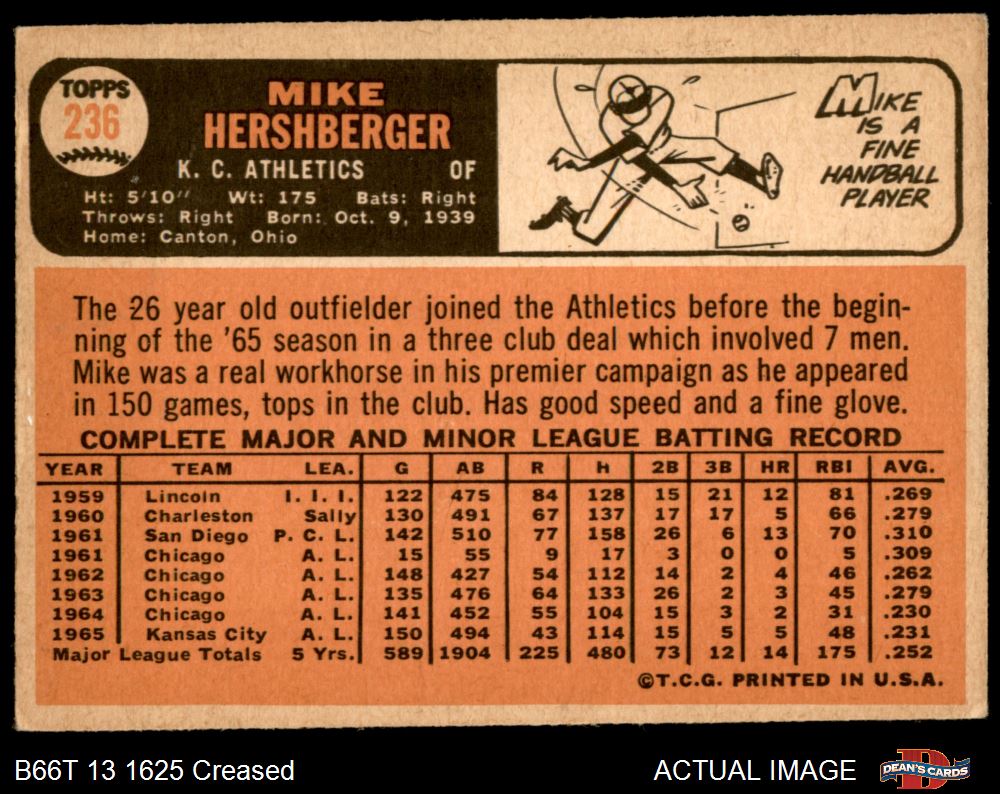 TOPPS
236
MIKE
HERSHBERGER
K. C. ATHLETICS OF
Ht: 5'10" Wt: 175 Bats: Right
Throws: Right Born: Oct. 9, 1939
Home: Canton, Ohio
MIKE
IS A
FINE
HANDBALL
PLAYER
The 26 year old outfielder joined the Athletics before the begin-
ning of the '65 season in a three club deal which involved 7 men.
Mike was a real workhorse in his premier campaign as he appeared
in 150 games, tops in the club. Has good speed and a fine glove.
COMPLETE MAJOR AND MINOR LEAGUE BATTING RECORD
YEAR TEAM LEA. G AB R H 2B 3B HR RBI AVG.
1959 Lincoln I. I. I. 122 475 84 128 15 21 12 81 .269
1960 Charleston Sally 130 491 67 137 17 17 5 66 .279
1961 San Diego P. C. L. 142 510 77 158 26 6 13 70 .310
1961 Chicago A. L. 15 55 9 17 3 0 0 5 .309
1962 Chicago A. L. 148 427 54 112 14 2 4 46 .262
1963 Chicago A. L. 135 476 64 133 26 2 3 45 .279
1964 Chicago A. L. 141 452 55 104 15 3 2 31 .230
1965 Kansas City A. L. 150 494 43 114 15 5 5 48 .231
Major League Totals 5 Yrs. 589 1904 225 480 73 12 14 175 .252
©T.C.G. PRINTED IN U.S.A.
B66T 13 1625 Creased
ACTUAL IMAGE
D
DEAN'S CARDS